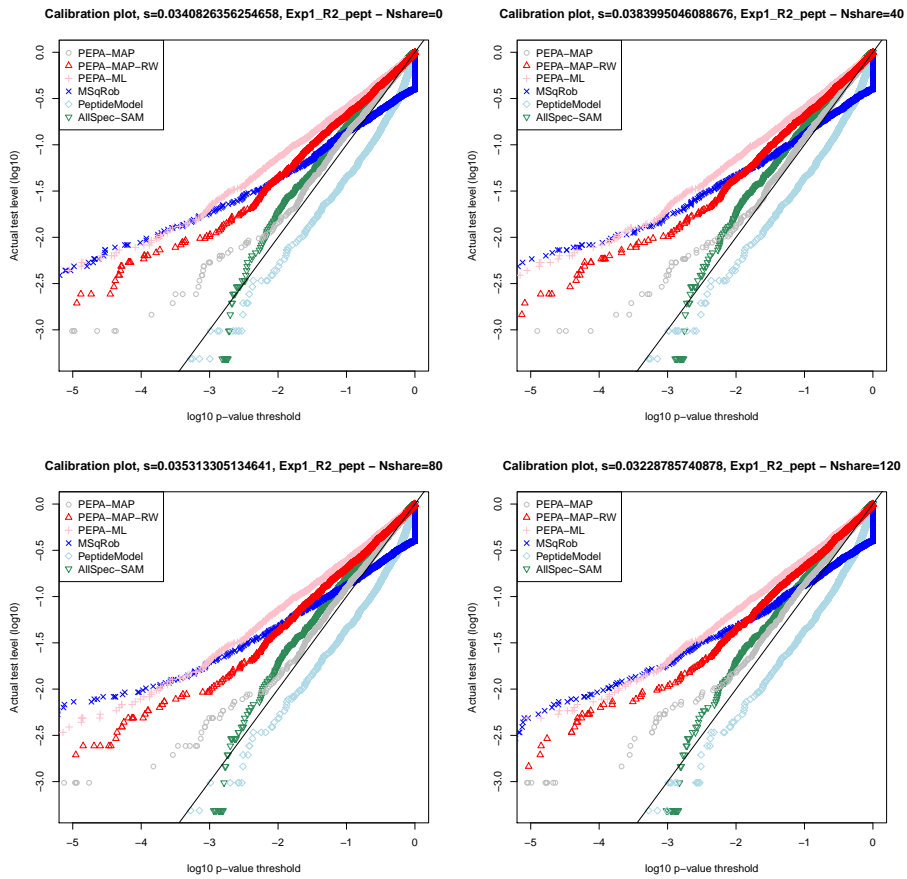 Calibration plot, s=0.0340826356254658, Exp1_R2_pept − Nshare=0
PEPA−MAP
PEPA−MAP−RW
PEPA−ML
MSqRob
PeptideModel
AllSpec−SAM
Actual test level (log10)
0.0
−0.5
−1.0
−1.5
−2.0
−2.5
−3.0
−5
−4
−3
−2
−1
0
log10 p−value threshold
Calibration plot, s=0.0383995046088676, Exp1_R2_pept − Nshare=40
PEPA−MAP
PEPA−MAP−RW
PEPA−ML
MSqRob
PeptideModel
AllSpec−SAM
Actual test level (log10)
0.0
−0.5
−1.0
−1.5
−2.0
−2.5
−3.0
−5
−4
−3
−2
−1
0
log10 p−value threshold
Calibration plot, s=0.035313305134641, Exp1_R2_pept − Nshare=80
PEPA−MAP
PEPA−MAP−RW
PEPA−ML
MSqRob
PeptideModel
AllSpec−SAM
Actual test level (log10)
0.0
−0.5
−1.0
−1.5
−2.0
−2.5
−3.0
−5
−4
−3
−2
−1
0
log10 p−value threshold
Calibration plot, s=0.03228785740878, Exp1_R2_pept − Nshare=120
PEPA−MAP
PEPA−MAP−RW
PEPA−ML
MSqRob
PeptideModel
AllSpec−SAM
Actual test level (log10)
0.0
−0.5
−1.0
−1.5
−2.0
−2.5
−3.0
−5
−4
−3
−2
−1
0
log10 p−value threshold